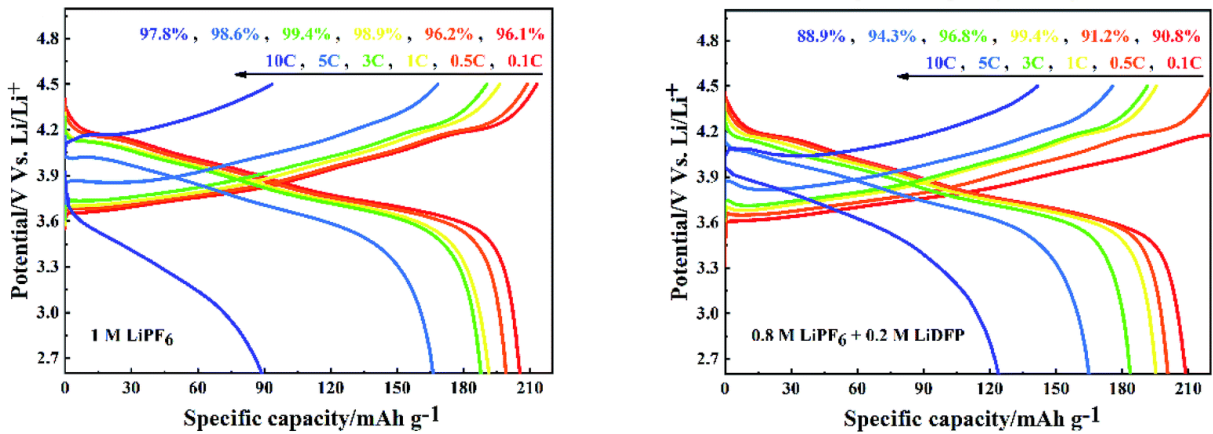 97.8% , 98.6% , 99.4% , 98.9% , 96.2% , 96.1%
10C , 5C , 3C , 1C , 0.5C , 0.1C
4.8
4.5
4.2
3.9
3.6
3.3
3.0
2.7
Potential/V Vs. Li/Li+
1 M LiPF6
0 30 60 90 120 150 180 210
Specific capacity/mAh g-1
88.9% , 94.3% , 96.8% , 99.4% , 91.2% , 90.8%
10C , 5C , 3C , 1C , 0.5C , 0.1C
4.8
4.5
4.2
3.9
3.6
3.3
3.0
2.7
Potential/V Vs. Li/Li+
0.8 M LiPF6 + 0.2 M LiDFP
0 30 60 90 120 150 180 210
Specific capacity/mAh g-1